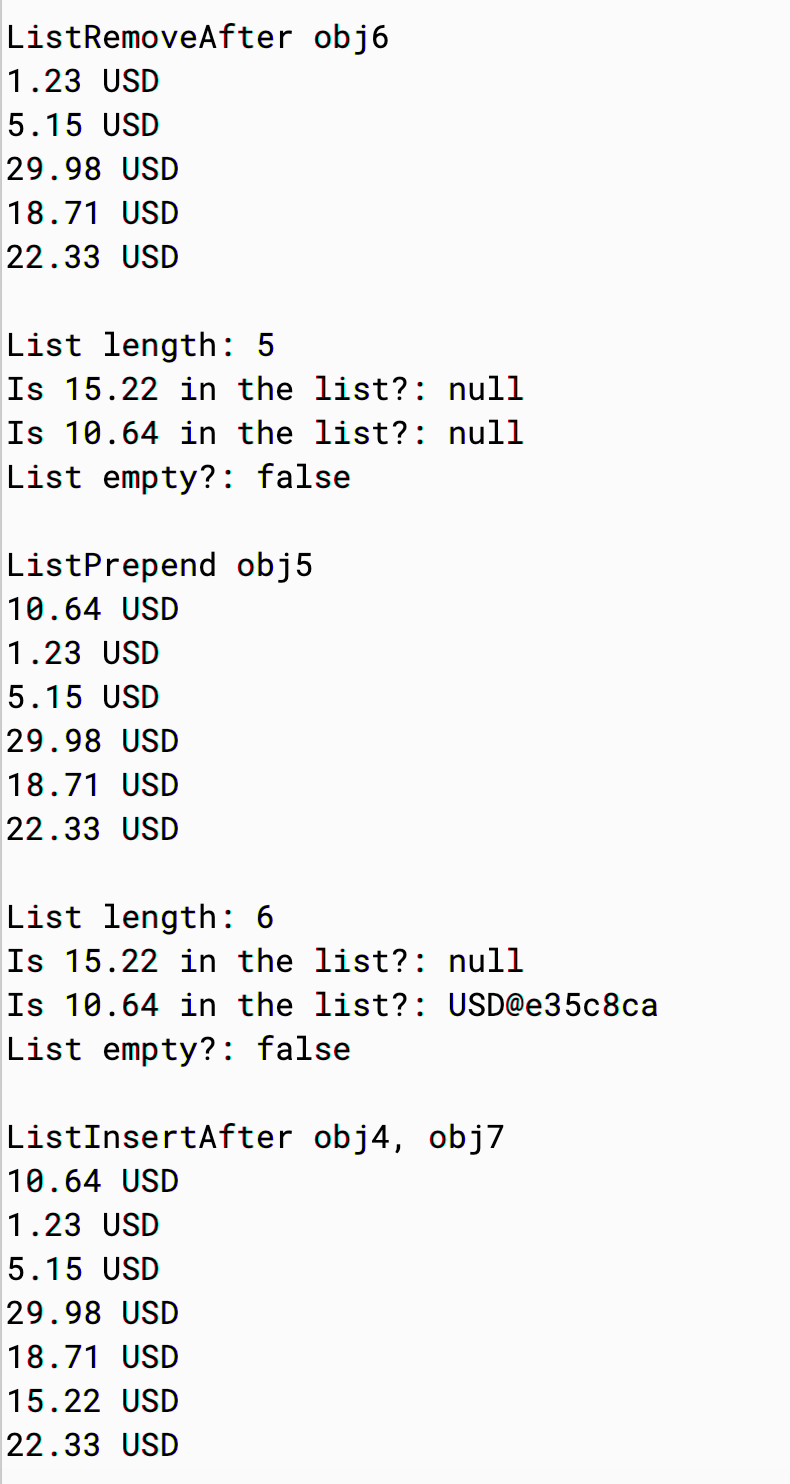 ListRemoveAfter obj6
1.23 USD
5.15 USD
29.98 USD
18.71 USD
22.33 USD

List length: 5
Is 15.22 in the list?: null
Is 10.64 in the list?: null
List empty?: false

ListPrepend obj5
10.64 USD
1.23 USD
5.15 USD
29.98 USD
18.71 USD
22.33 USD

List length: 6
Is 15.22 in the list?: null
Is 10.64 in the list?: USD@e35c8ca
List empty?: false

ListInsertAfter obj4, obj7
10.64 USD
1.23 USD
5.15 USD
29.98 USD
18.71 USD
15.22 USD
22.33 USD